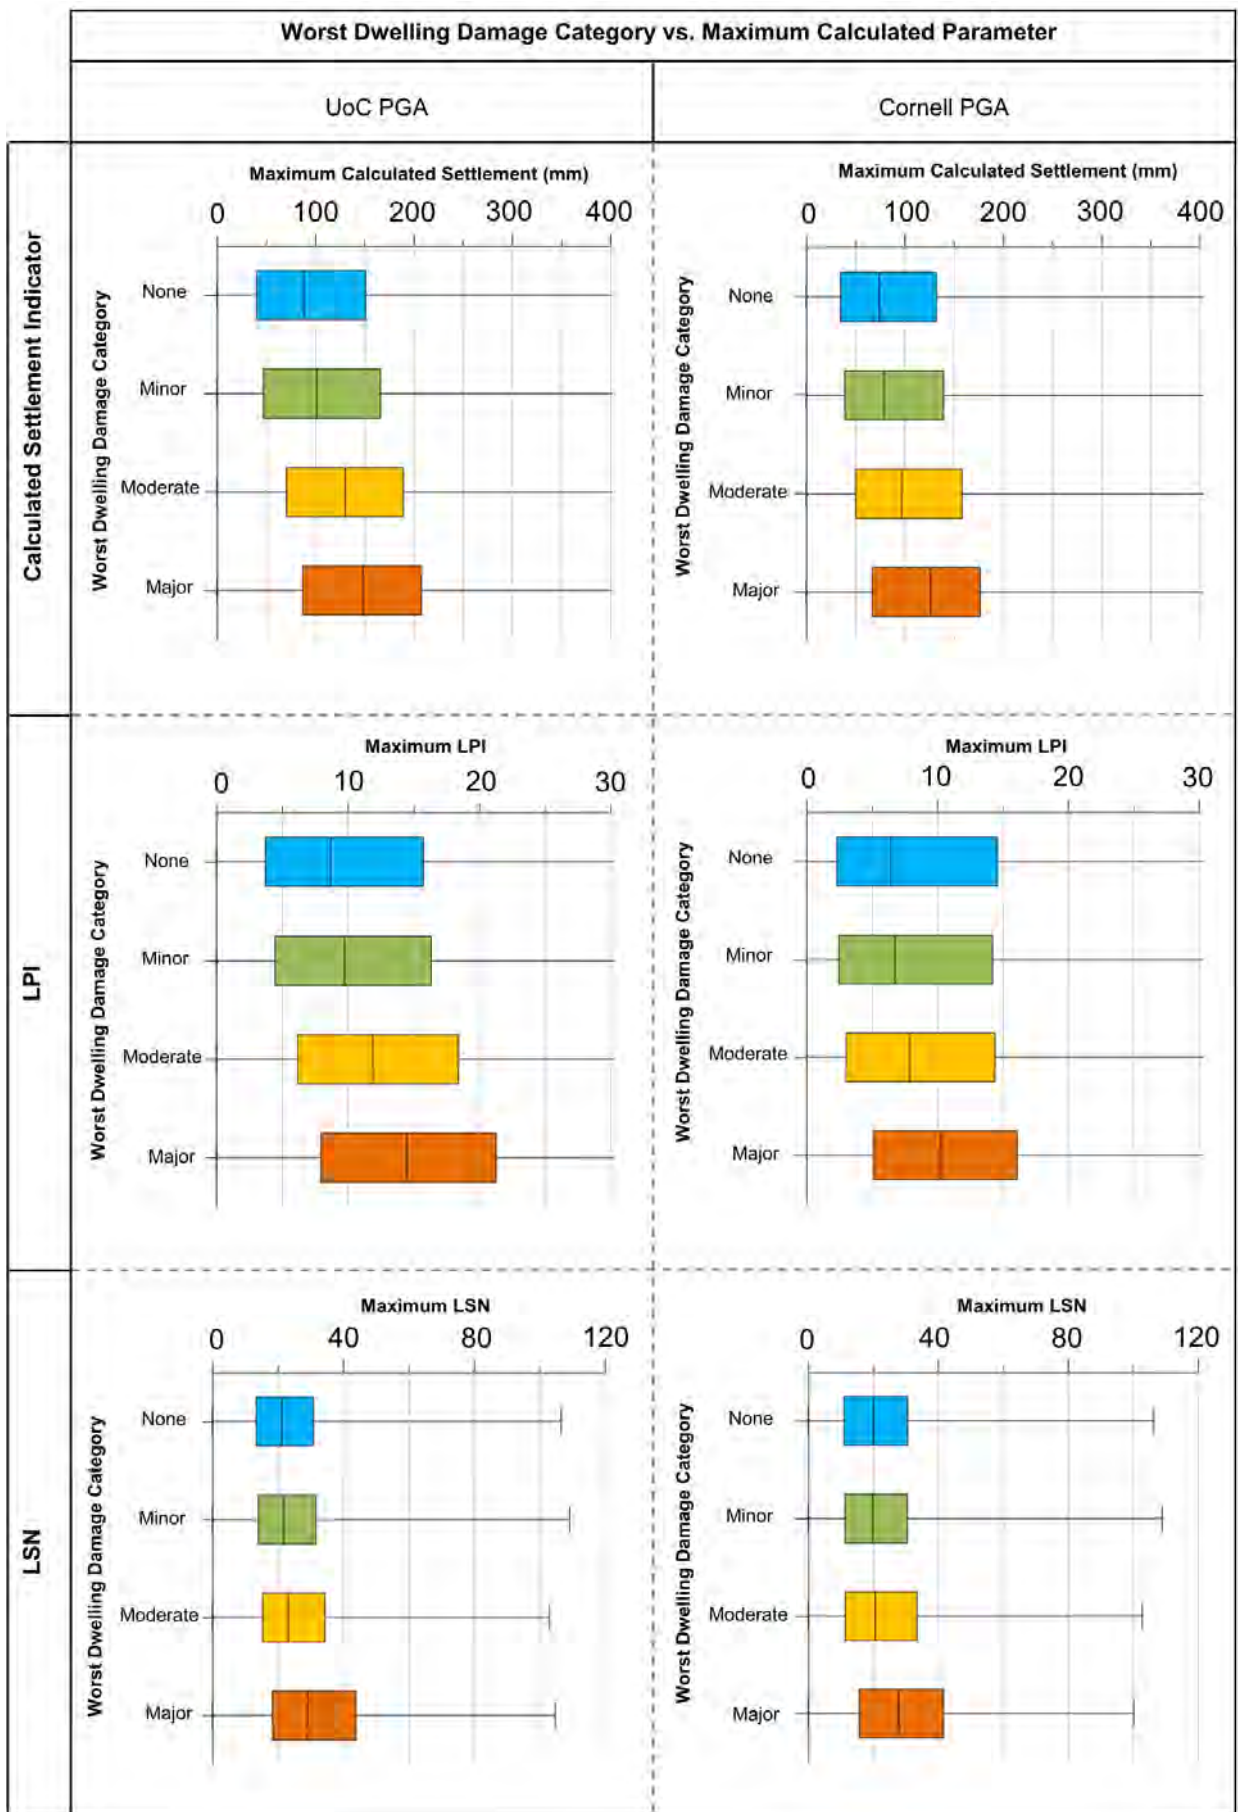 Worst Dwelling Damage Category vs. Maximum Calculated Parameter
UoC PGA
Cornell PGA
Calculated Settlement Indicator
Maximum Calculated Settlement (mm)
0 100 200 300 400
Worst Dwelling Damage Category
None
Minor
Moderate
Major
Maximum Calculated Settlement (mm)
0 100 200 300 400
Worst Dwelling Damage Category
None
Minor
Moderate
Major
LPI
Maximum LPI
0 10 20 30
Worst Dwelling Damage Category
None
Minor
Moderate
Major
Maximum LPI
0 10 20 30
Worst Dwelling Damage Category
None
Minor
Moderate
Major
LSN
Maximum LSN
0 40 80 120
Worst Dwelling Damage Category
None
Minor
Moderate
Major
Maximum LSN
0 40 80 120
Worst Dwelling Damage Category
None
Minor
Moderate
Major